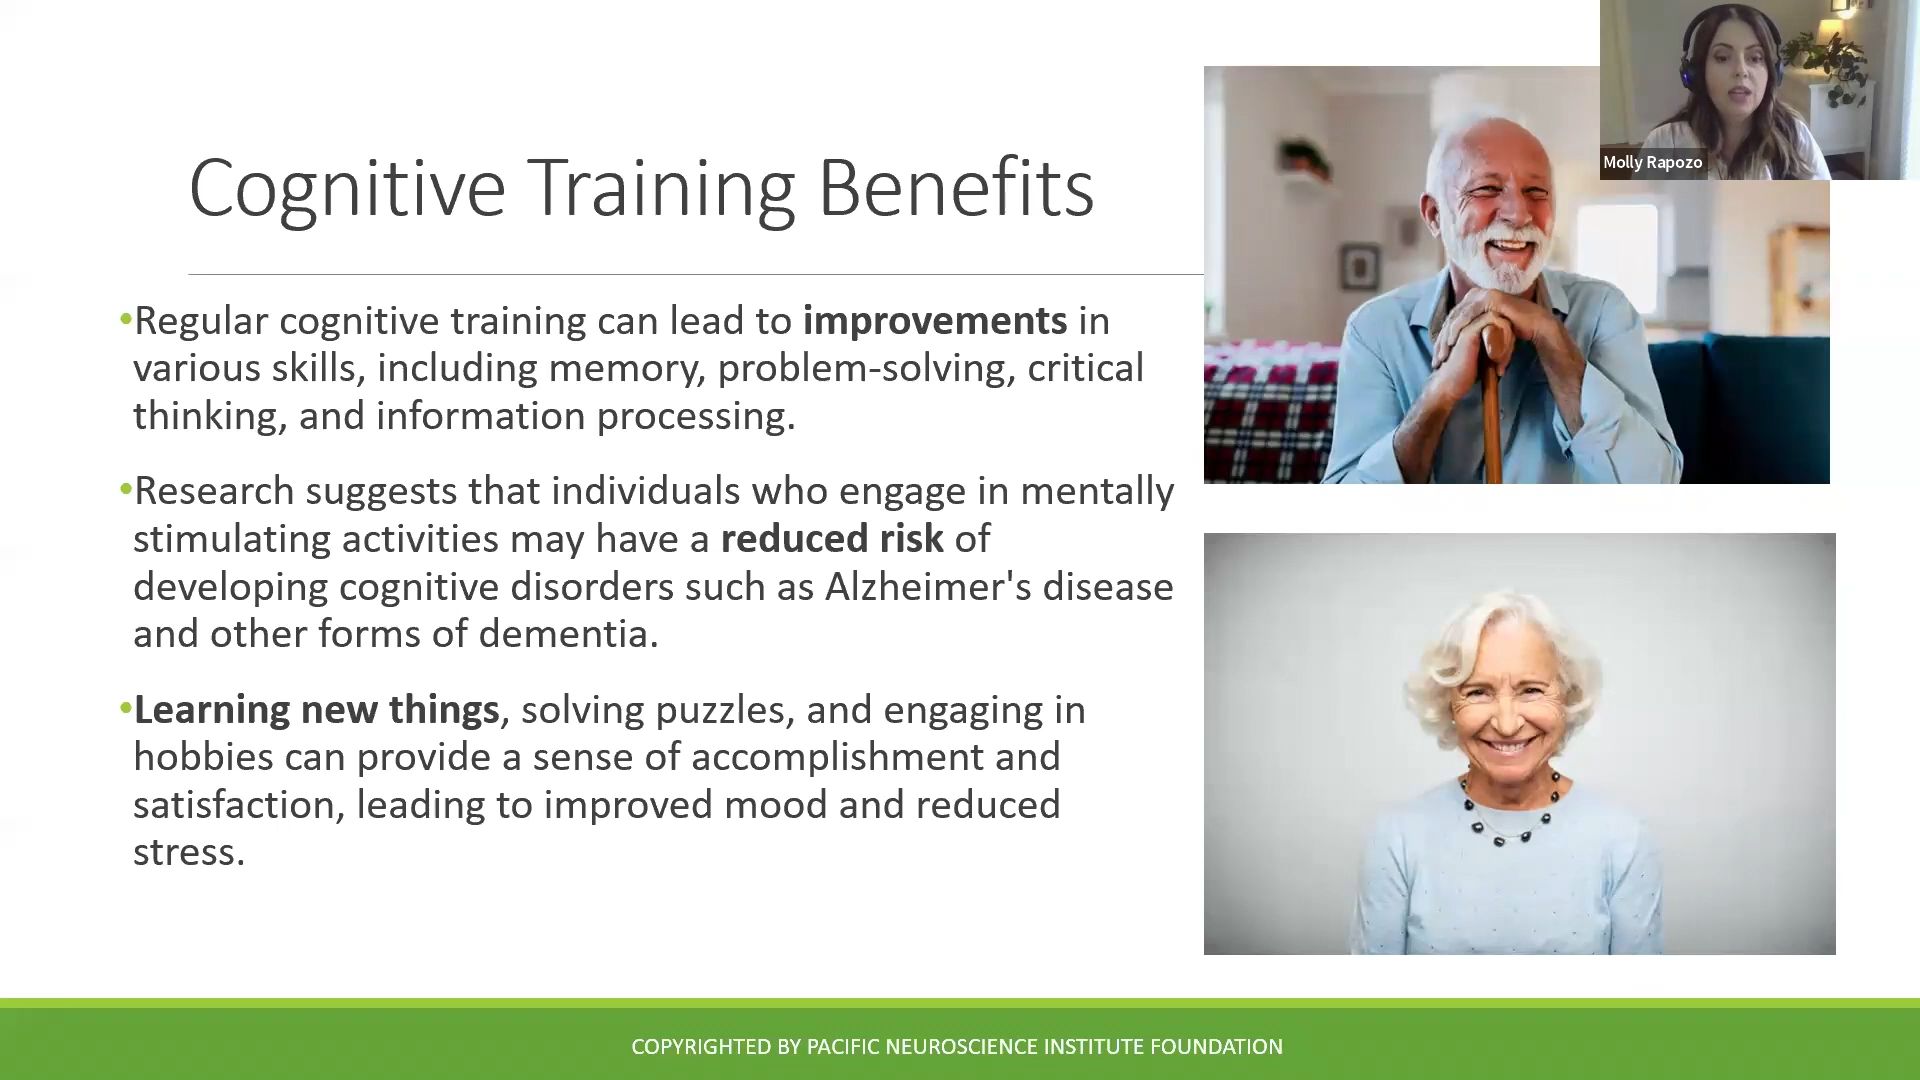 Molly Rapozo
Cognitive Training Benefits
•Regular cognitive training can lead to improvements in
various skills, including memory, problem-solving, critical
thinking, and information processing.
•Research suggests that individuals who engage in mentally
stimulating activities may have a reduced risk of
developing cognitive disorders such as Alzheimer's disease
and other forms of dementia.
•Learning new things, solving puzzles, and engaging in
hobbies can provide a sense of accomplishment and
satisfaction, leading to improved mood and reduced
stress.
COPYRIGHTED BY PACIFIC NEUROSCIENCE INSTITUTE FOUNDATION